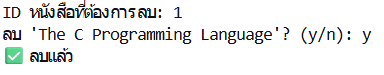 ID หนังสือที่ต้องการลบ: 1
ลบ 'The C Programming Language'? (y/n): y
✅ ลบแล้ว